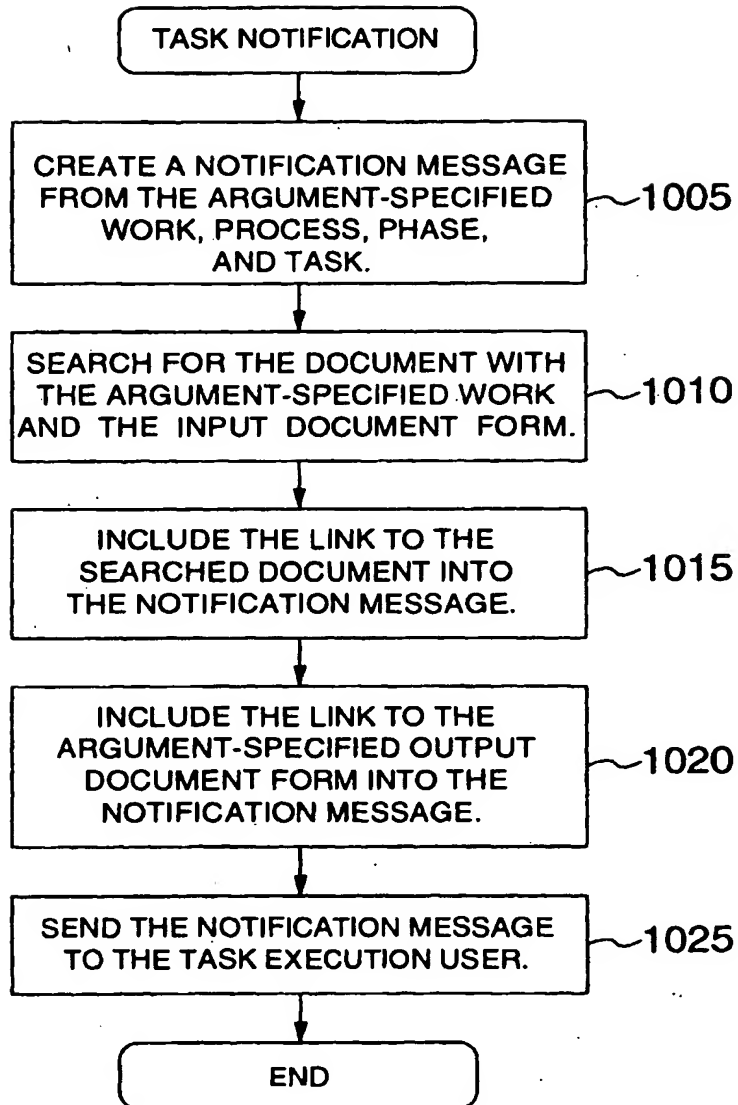 TASK NOTIFICATION
CREATE A NOTIFICATION MESSAGE
FROM THE ARGUMENT-SPECIFIED
WORK, PROCESS, PHASE,
AND TASK.
1005
SEARCH FOR THE DOCUMENT WITH
THE ARGUMENT-SPECIFIED WORK
AND THE INPUT DOCUMENT FORM.
1010
INCLUDE THE LINK TO THE
SEARCHED DOCUMENT INTO
THE NOTIFICATION MESSAGE.
1015
INCLUDE THE LINK TO THE
ARGUMENT-SPECIFIED OUTPUT
DOCUMENT FORM INTO THE
NOTIFICATION MESSAGE.
1020
SEND THE NOTIFICATION MESSAGE
TO THE TASK EXECUTION USER.
1025
END